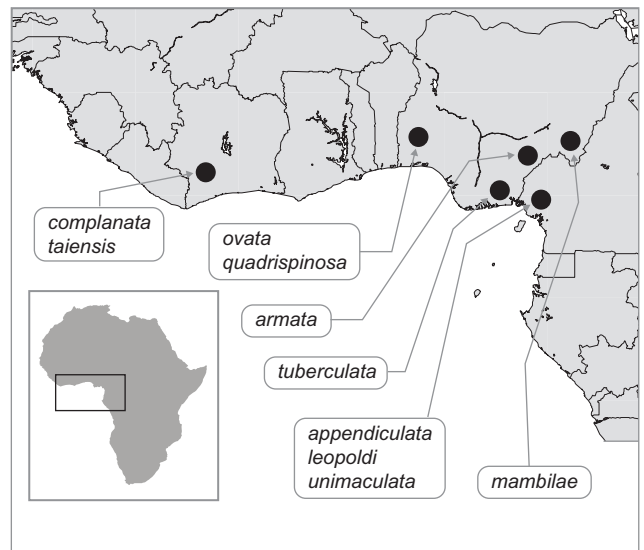 complanata
taiensis
ovata
quadrispinosa
armata
tuberculata
appendiculata
leopoldi
unimaculata
mambilae